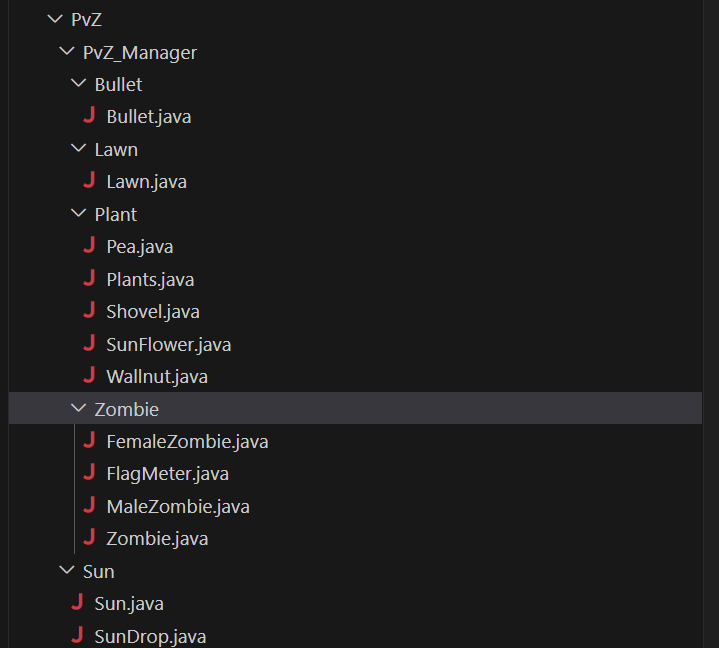 PvZ
PvZ_Manager
Bullet
Bullet.java
Lawn
Lawn.java
Plant
Pea.java
Plants.java
Shovel.java
SunFlower.java
Wallnut.java
Zombie
FemaleZombie.java
FlagMeter.java
MaleZombie.java
Zombie.java
Sun
Sun.java
SunDrop.java